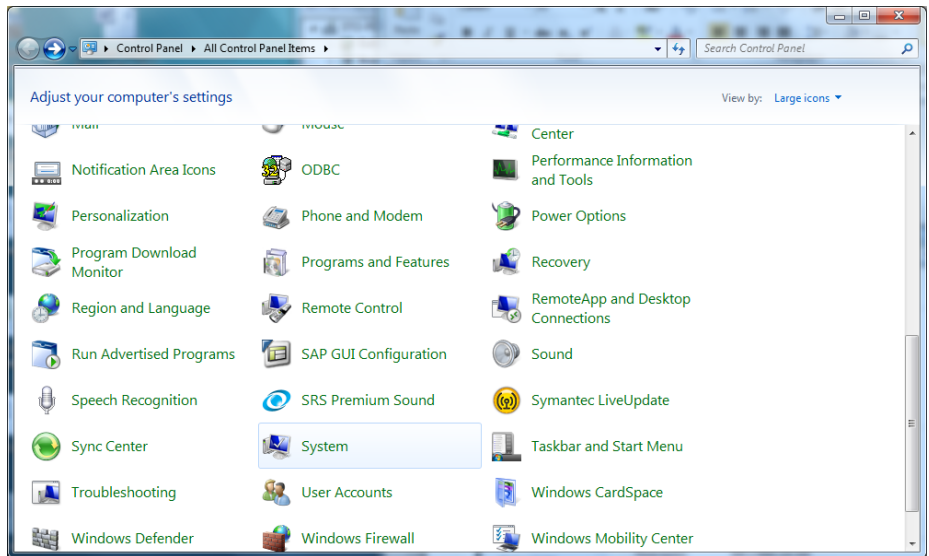 Control Panel ▸ All Control Panel Items ▸
Search Control Panel
Adjust your computer's settings
View by: Large icons
Mail
Mouse
Center
Notification Area Icons
ODBC
Performance Information
and Tools
Personalization
Phone and Modem
Power Options
Program Download
Monitor
Programs and Features
Recovery
Region and Language
Remote Control
RemoteApp and Desktop
Connections
Run Advertised Programs
SAP GUI Configuration
Sound
Speech Recognition
SRS Premium Sound
Symantec LiveUpdate
Sync Center
System
Taskbar and Start Menu
Troubleshooting
User Accounts
Windows CardSpace
Windows Defender
Windows Firewall
Windows Mobility Center